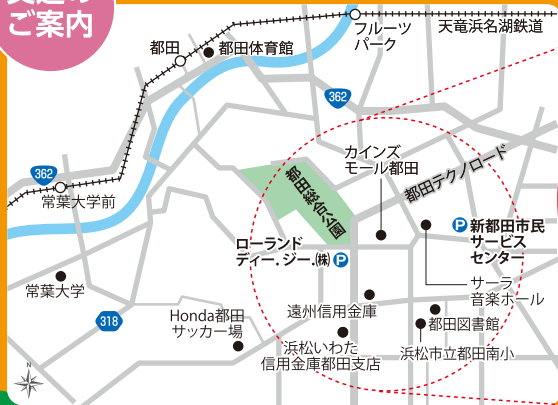 ご案内
都田
都田体育館
フルーツ
パーク
天竜浜名湖鉄道
362
362
常葉大学前
カインズ
モール都田
都田テクノロード
都田総合公園
P
新都田市民
サービス
センター
ローランド
ディー.ジー.㈱
P
サーラ
音楽ホール
常葉大学
318
Honda都田
サッカー場
遠州信用金庫
都田図書館
浜松いわた
信用金庫都田支店
浜松市立都田南小
N